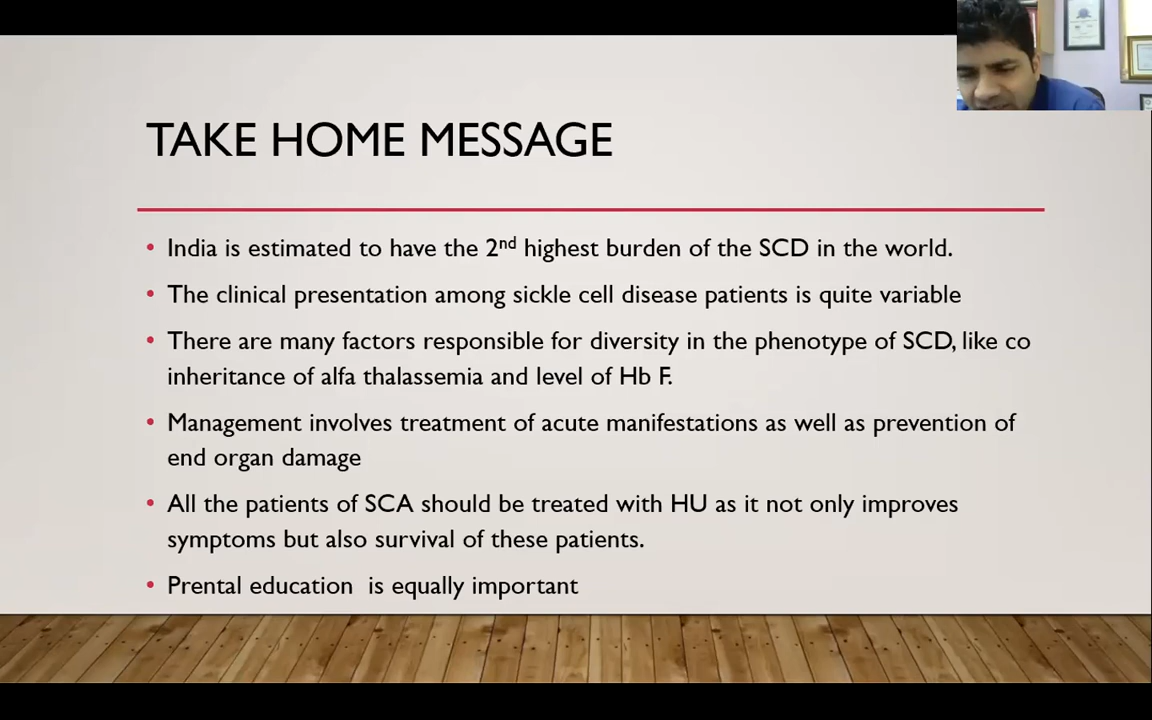 TAKE HOME MESSAGE
• India is estimated to have the 2nd highest burden of the SCD in the world.
• The clinical presentation among sickle cell disease patients is quite variable
• There are many factors responsible for diversity in the phenotype of SCD, like co
inheritance of alfa thalassemia and level of Hb F.
• Management involves treatment of acute manifestations as well as prevention of
end organ damage
• All the patients of SCA should be treated with HU as it not only improves
symptoms but also survival of these patients.
• Prental education  is equally important